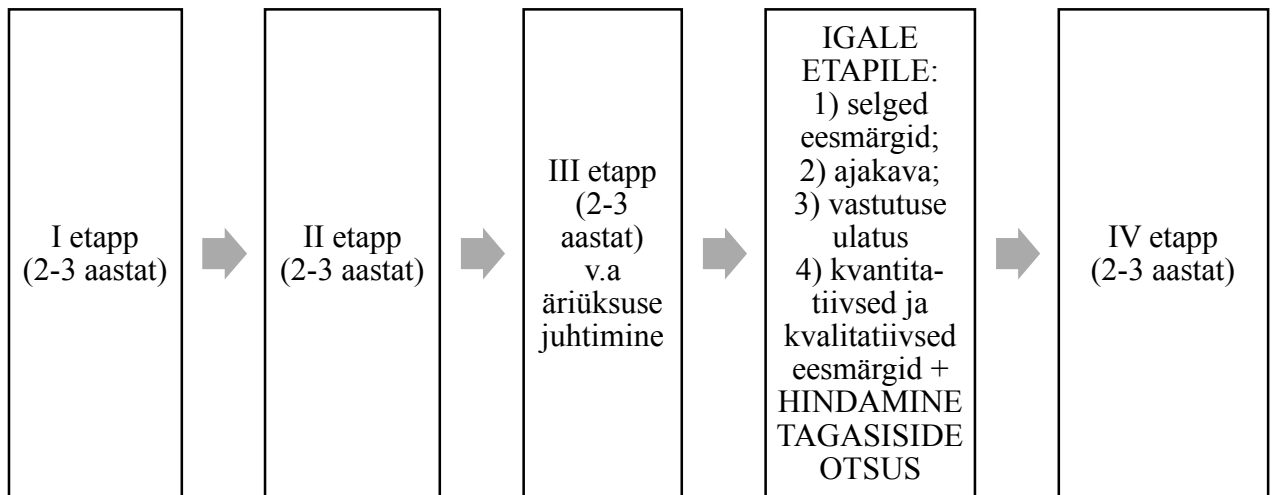 I etapp
(2-3 aastat)
II etapp
(2-3 aastat)
III etapp
(2-3
aastat)
v.a
äriüksuse
juhtimine
IGALE
ETAPILE:
1) selged
eesmärgid;
2) ajakava;
3) vastutuse
ulatus
4) kvantita-
tiivsed ja
kvalitatiivsed
eesmärgid +
HINDAMINE
TAGASISIDE
OTSUS
IV etapp
(2-3 aastat)